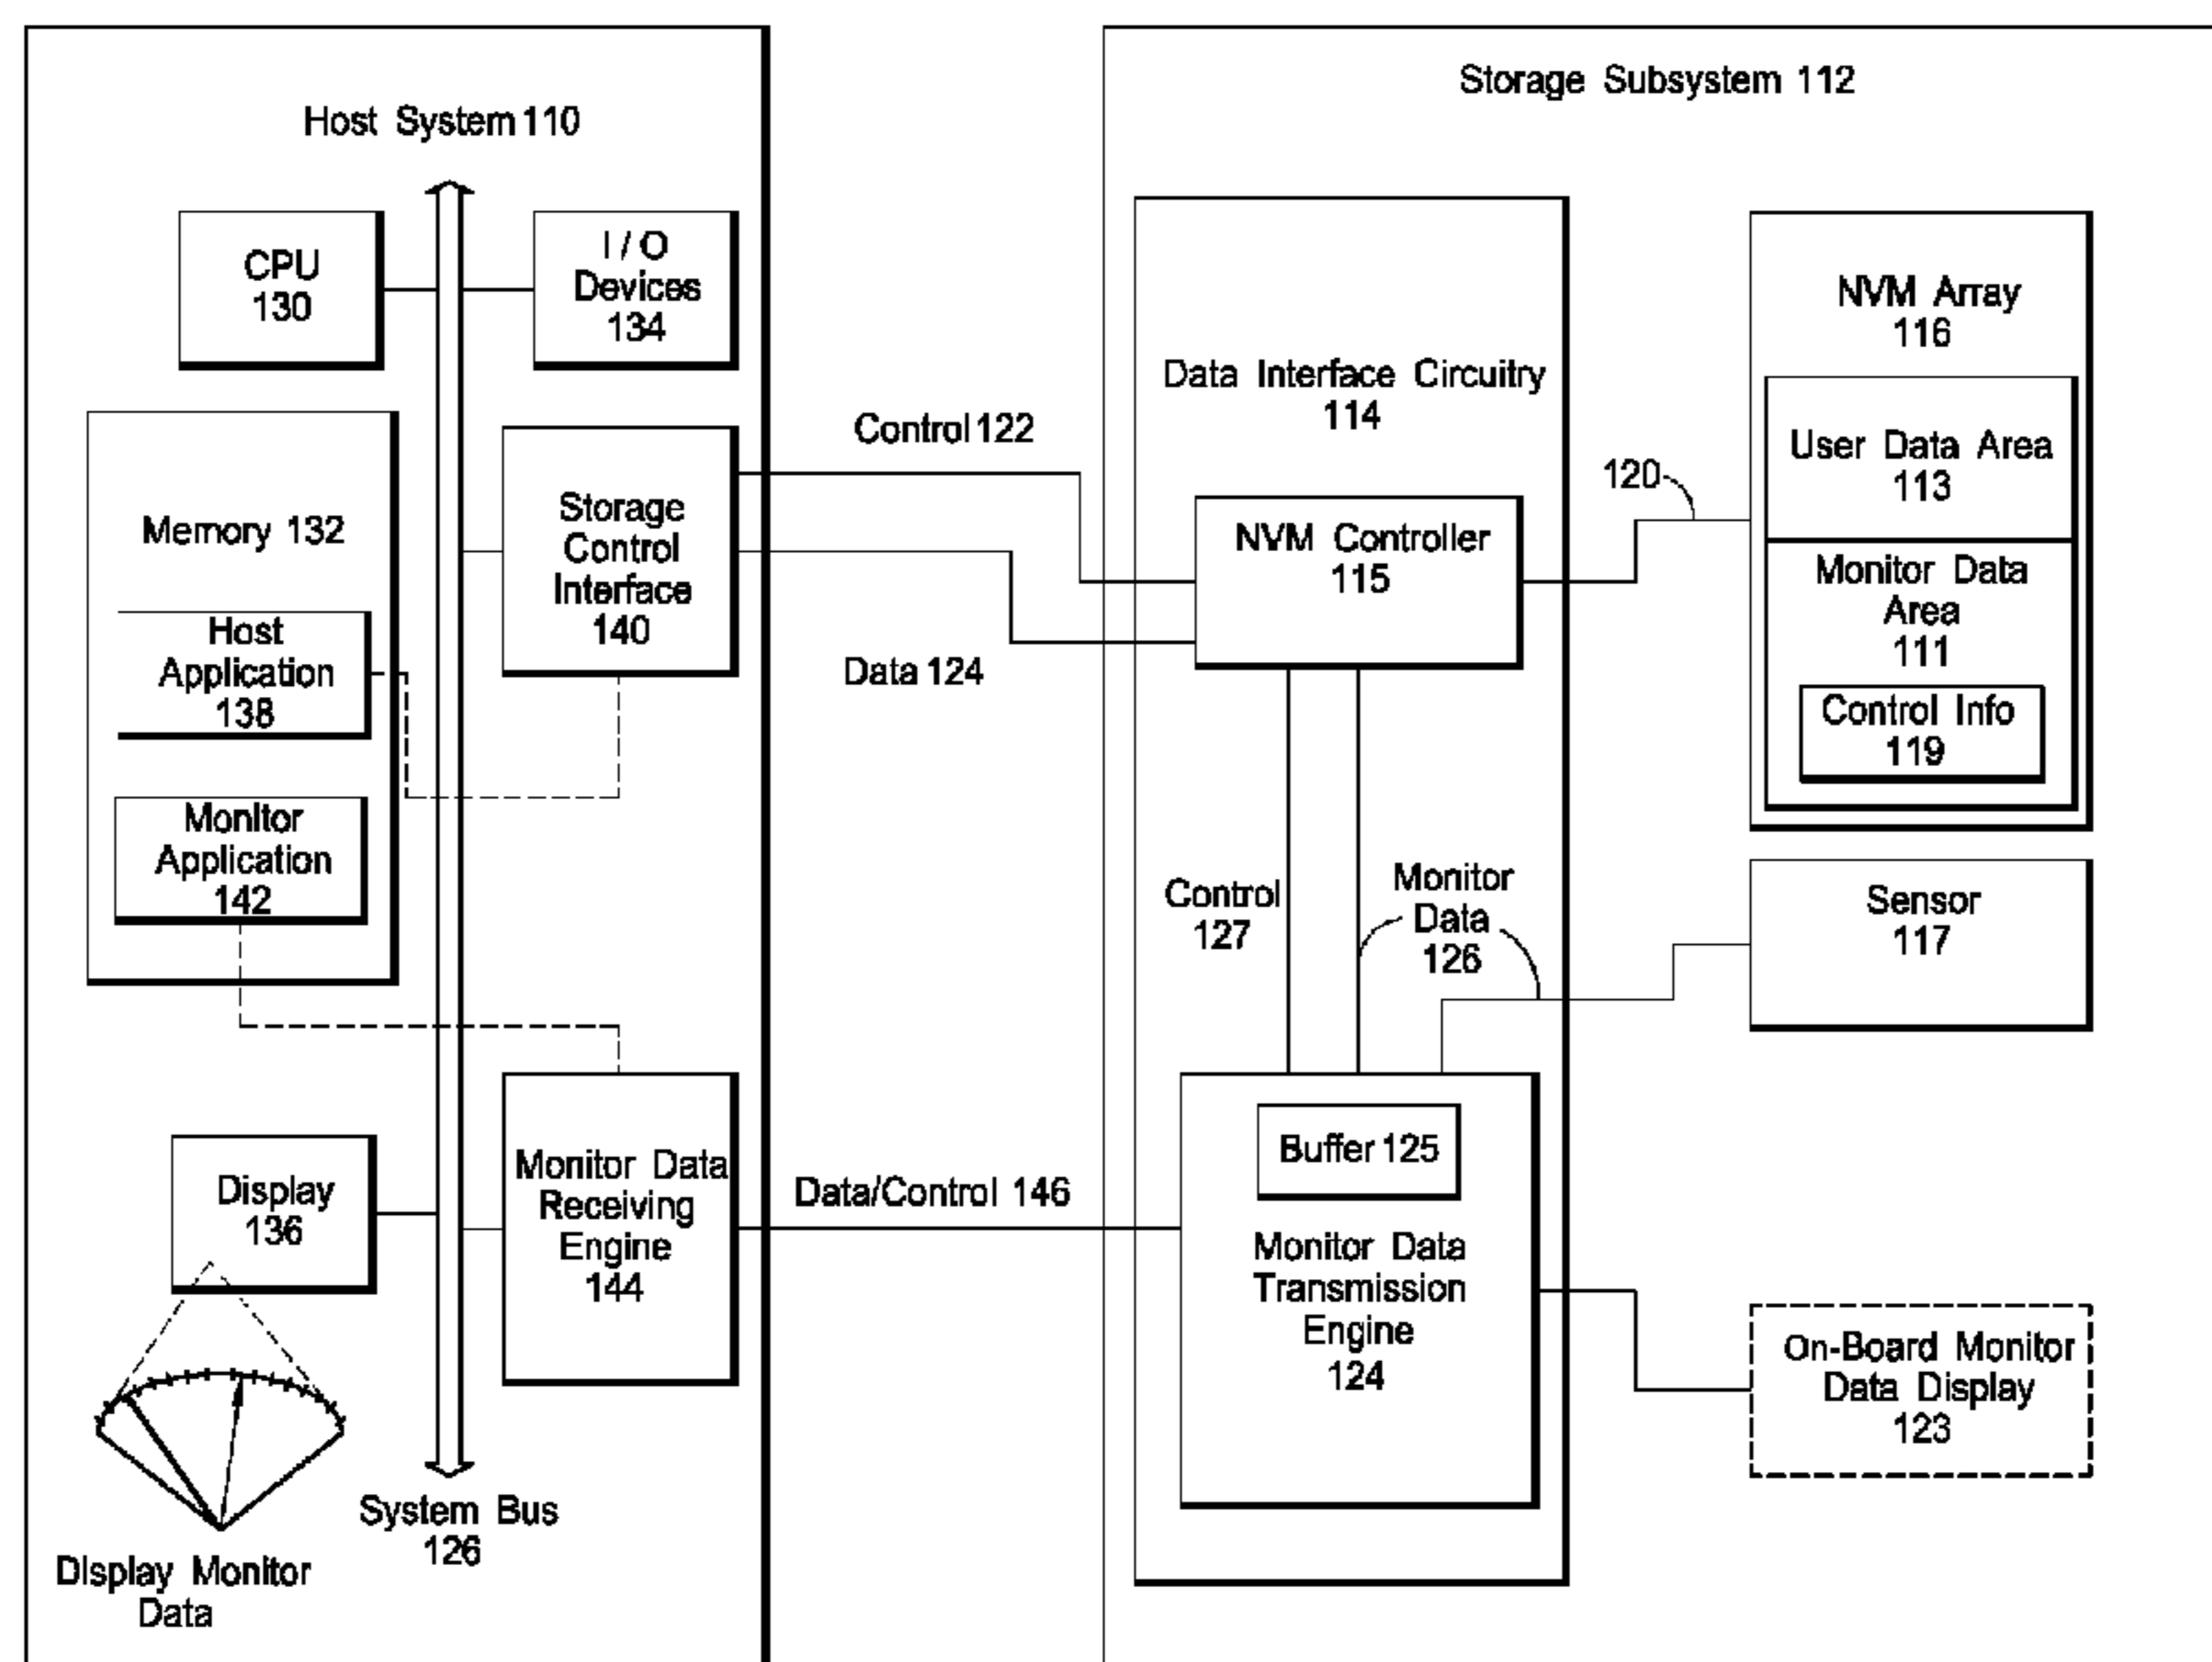 Host System 110
CPU
130
I / O
Devices
134
Memory 132
Host
Application
138
Monitor
Application
142
Storage
Control
Interface
140
Display
136
Monitor Data
Receiving
Engine
144
Display Monitor
Data
System Bus
126
Control 122
Data 124
Data/Control 146
Storage Subsystem 112
Data Interface Circuitry
114
NVM Controller
115
Control
127
Monitor
Data
126
Buffer 125
Monitor Data
Transmission
Engine
124
120
NVM Array
116
User Data Area
113
Monitor Data
Area
111
Control Info
119
Sensor
117
On-Board Monitor
Data Display
123